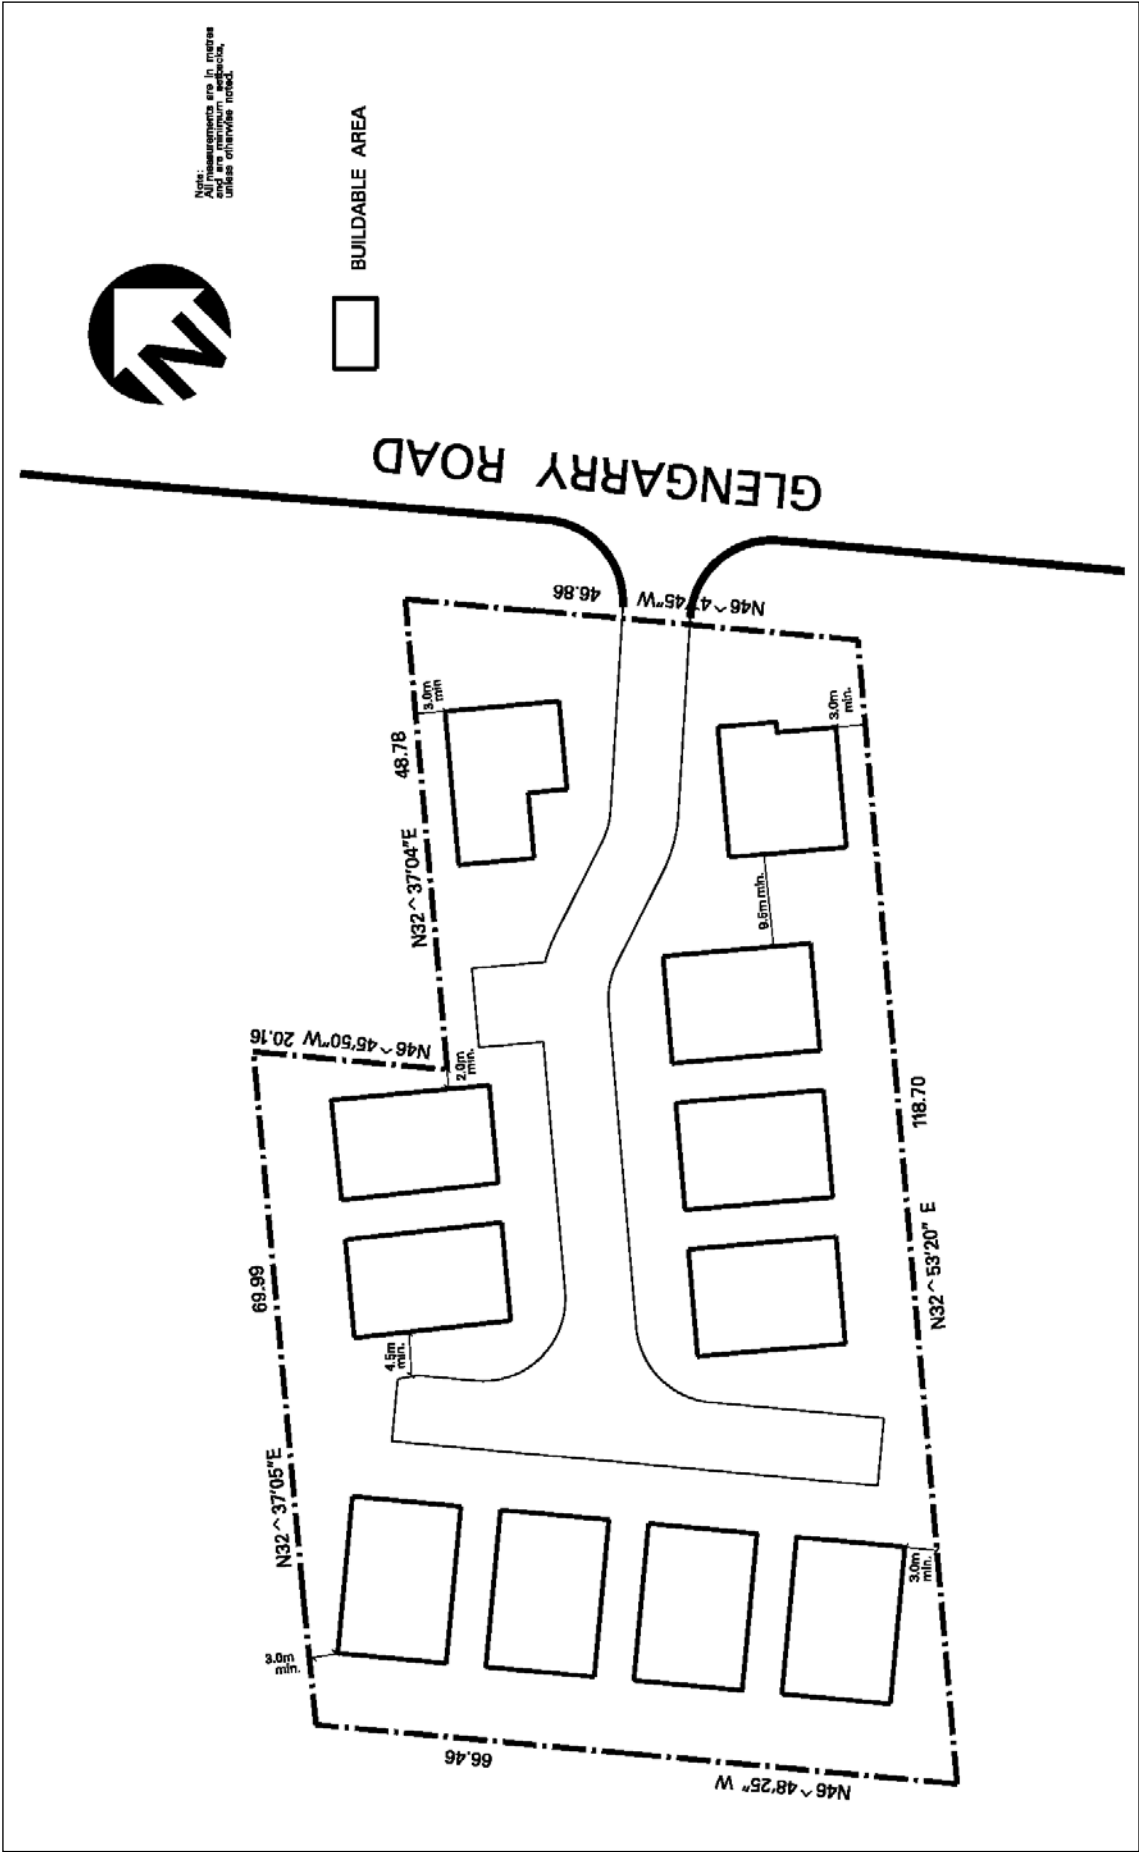 Note:
All measurements are in metres
and are minimum setbacks,
unless otherwise noted.
N
BUILDABLE AREA
GLENGARRY ROAD
46.86
N46^4 '45"W
3.0m
min
48.78
N32^37'04"E
3.0m
min.
9.5m min.
N46^45'50"W 20.16
2.0m
min.
118.70
N32^53'20" E
69.99
N32^37'05"E
4.5m
min.
3.0m
min.
3.0m
min.
66.46
N46^48'25" W